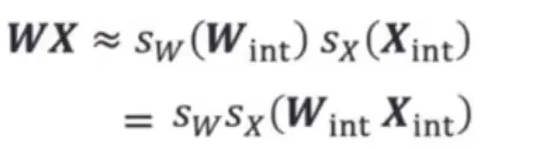 WX ≈ s_W(W_int) s_X(X_int)
= s_W s_X(W_int X_int)